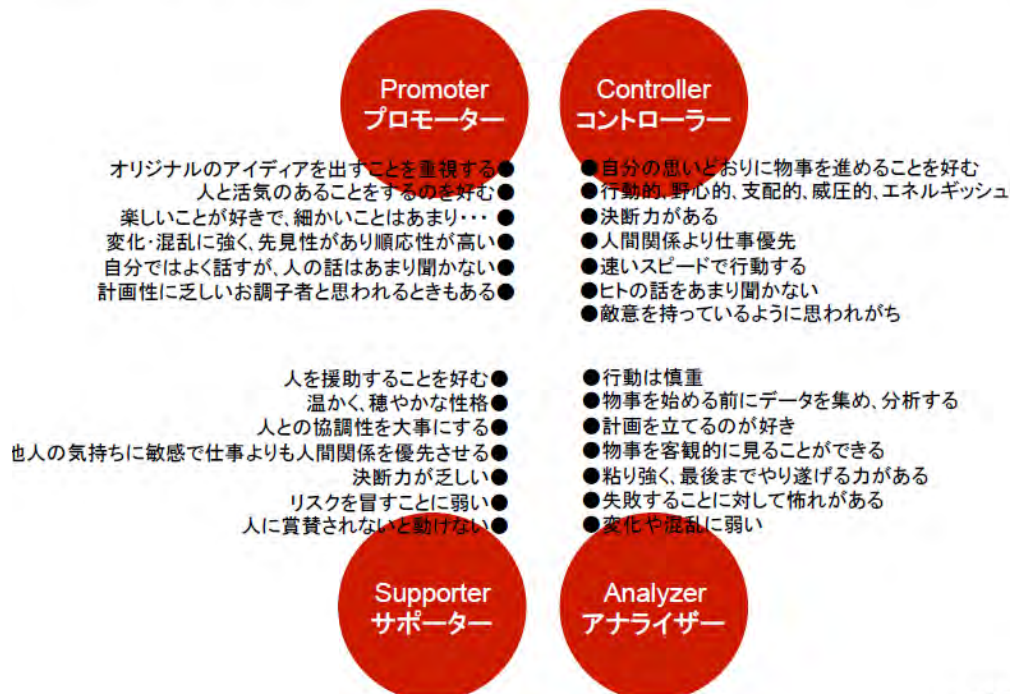 Promoter
プロモーター
オリジナルのアイディアを出すことを重視する●
人と活気のあることをするのを好む●
楽しいことが好きで、細かいことはあまり・・・●
変化・混乱に強く、先見性があり順応性が高い●
自分ではよく話すが、人の話はあまり聞かない●
計画性に乏しいお調子者と思われるときもある●
Controller
コントローラー
●自分の思いどおりに物事を進めることを好む
●行動的、野心的、支配的、威圧的、エネルギッシュ
●決断力がある
●人間関係より仕事優先
●速いスピードで行動する
●ヒトの話をあまり聞かない
●敵意を持っているように思われがち
人を援助することを好む●
温かく、穏やかな性格●
人との協調性を大事にする●
他人の気持ちに敏感で仕事よりも人間関係を優先させる●
決断力が乏しい●
リスクを冒すことに弱い●
人に賞賛されないと動けない●
Supporter
サポーター
●行動は慎重
●物事を始める前にデータを集め、分析する
●計画を立てるのが好き
●物事を客観的に見ることができる
●粘り強く、最後までやり遂げる力がある
●失敗することに対して怖れがある
●変化や混乱に弱い
Analyzer
アナライザー